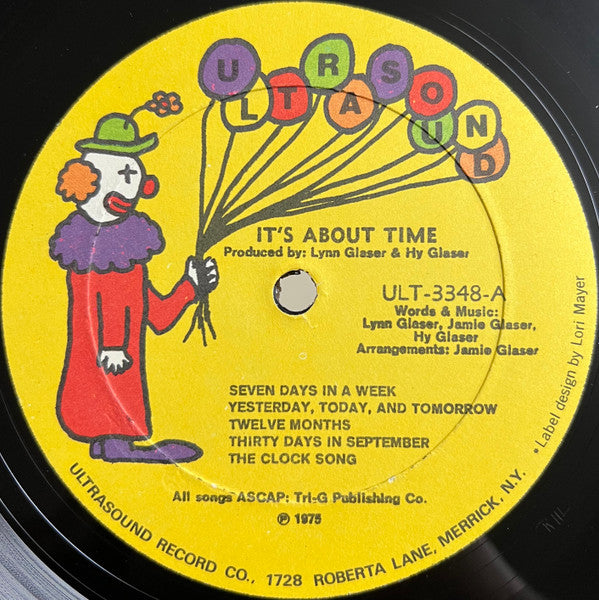 ULTRASOUND
IT'S ABOUT TIME
Produced by: Lynn Glaser & Hy Glaser
ULT-3348-A
Words & Music:
Lynn Glaser, Jamie Glaser,
Hy Glaser
Arrangements: Jamie Glaser
SEVEN DAYS IN A WEEK
YESTERDAY, TODAY, AND TOMORROW
TWELVE MONTHS
THIRTY DAYS IN SEPTEMBER
THE CLOCK SONG
All songs ASCAP: Tri-G Publishing Co.
℗ 1975
ULTRASOUND RECORD CO., 1728 ROBERTA LANE, MERRICK, N.Y.
*Label design by Lori Mayer